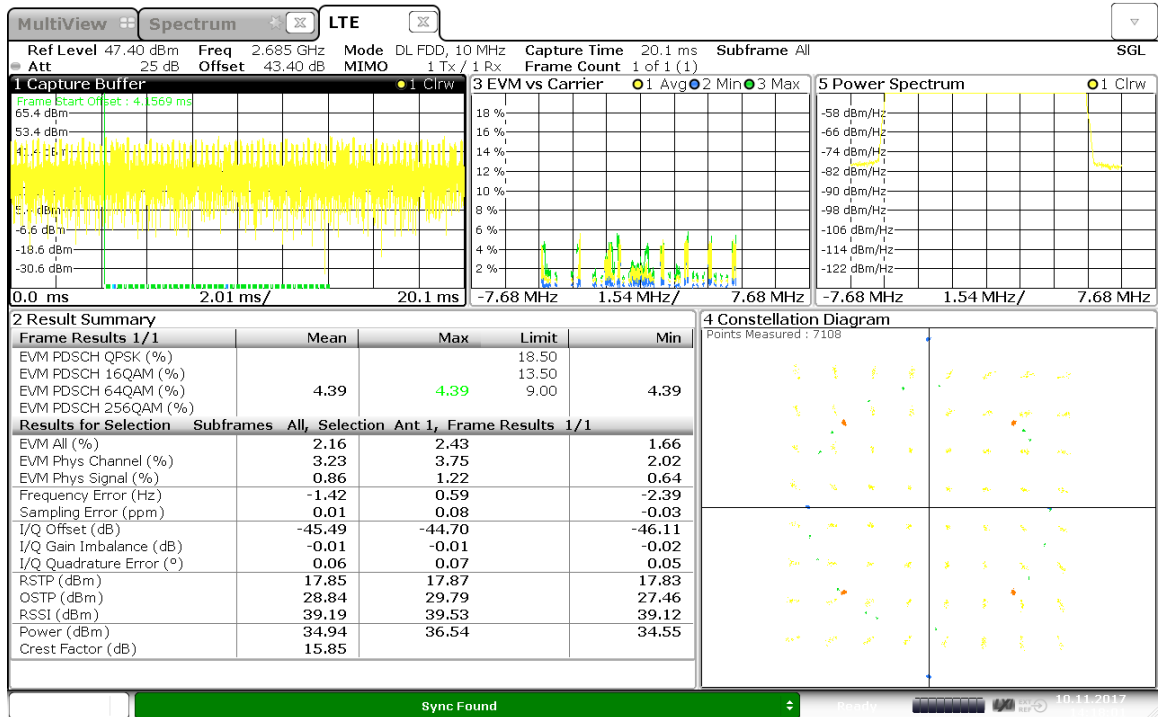 MultiView Spectrum LTE
Ref Level 47.40 dBm Freq 2.685 GHz Mode DL FDD, 10 MHz Capture Time 20.1 ms Subframe All SGL
Att 25 dB Offset 43.40 dB MIMO 1 Tx / 1 Rx Frame Count 1 of 1 (1)
1 Capture Buffer 1 Clrw
Frame Start Offset : 4.1569 ms
65.4 dBm
53.4 dBm
-6.6 dBm
-18.6 dBm
-30.6 dBm
0.0 ms 2.01 ms/ 20.1 ms
3 EVM vs Carrier 1 Avg 2 Min 3 Max
18 %
16 %
14 %
12 %
10 %
8 %
6 %
4 %
2 %
-7.68 MHz 1.54 MHz/ 7.68 MHz
5 Power Spectrum 1 Clrw
-58 dBm/Hz
-66 dBm/Hz
-74 dBm/Hz
-82 dBm/Hz
-90 dBm/Hz
-98 dBm/Hz
-106 dBm/Hz
-114 dBm/Hz
-122 dBm/Hz
-7.68 MHz 1.54 MHz/ 7.68 MHz
2 Result Summary
Frame Results 1/1 Mean Max Limit Min
EVM PDSCH QPSK (%) 18.50
EVM PDSCH 16QAM (%) 13.50
EVM PDSCH 64QAM (%) 4.39 4.39 9.00 4.39
EVM PDSCH 256QAM (%)
Results for Selection Subframes All, Selection Ant 1, Frame Results 1/1
EVM All (%) 2.16 2.43 1.66
EVM Phys Channel (%) 3.23 3.75 2.02
EVM Phys Signal (%) 0.86 1.22 0.64
Frequency Error (Hz) -1.42 0.59 -2.39
Sampling Error (ppm) 0.01 0.08 -0.03
I/Q Offset (dB) -45.49 -44.70 -46.11
I/Q Gain Imbalance (dB) -0.01 -0.01 -0.02
I/Q Quadrature Error (°) 0.06 0.07 0.05
RSTP (dBm) 17.85 17.87 17.83
OSTP (dBm) 28.84 29.79 27.46
RSSI (dBm) 39.19 39.53 39.12
Power (dBm) 34.94 36.54 34.55
Crest Factor (dB) 15.85
4 Constellation Diagram
Points Measured : 7108
Sync Found
Ready
LXI
10.11.2017